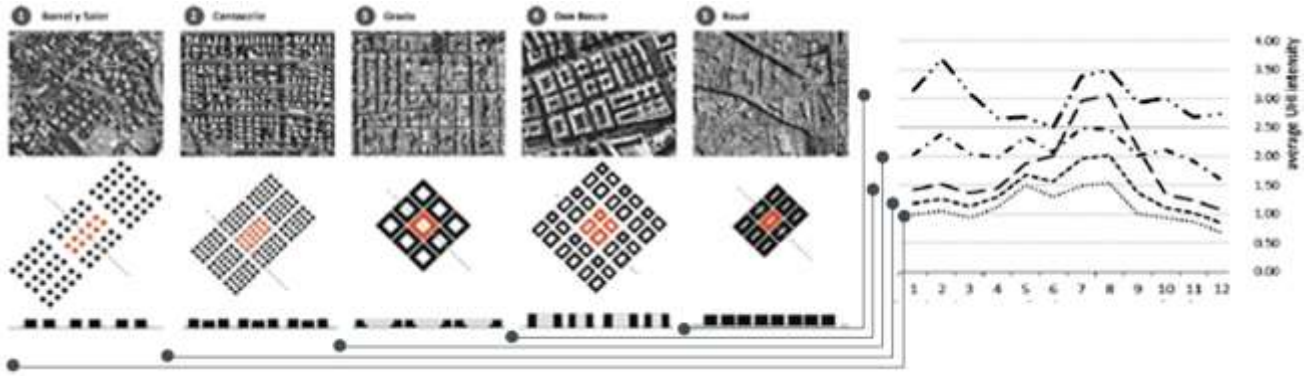 1 Borrel y Soler
2 Centocelle
3 Gracia
4 Don Bosco
5 Raval
4.00
3.50
3.00
2.50
2.00
1.50
1.00
0.50
0.00
average UHI intensity
1 2 3 4 5 6 7 8 9 10 11 12